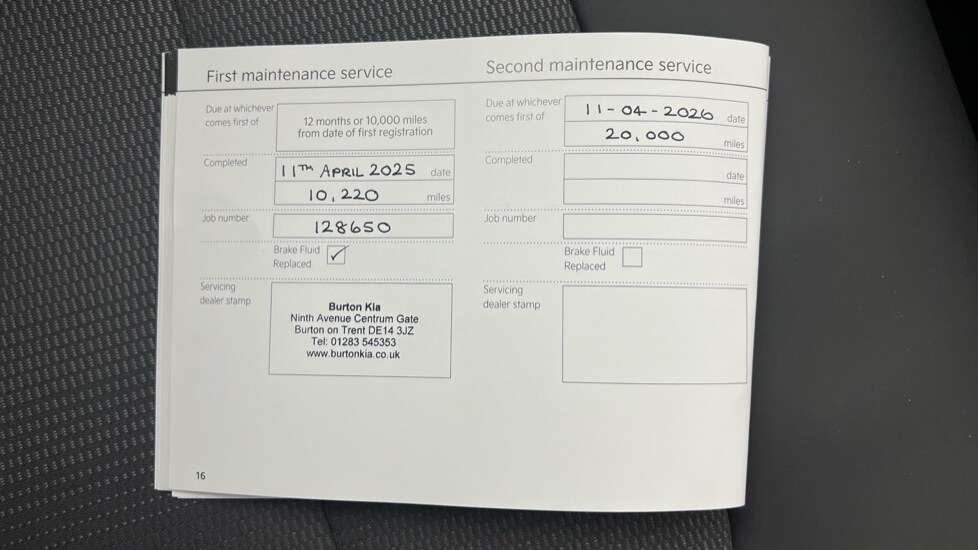 First maintenance service
Due at whichever
comes first of
12 months or 10,000 miles
from date of first registration
Completed
11TH APRIL 2025 date
10,220 miles
Job number
128650
Brake Fluid
Replaced ✓
Servicing
dealer stamp
Burton Kia
Ninth Avenue Centrum Gate
Burton on Trent DE14 3JZ
Tel: 01283 545353
www.burtonkia.co.uk
16
Second maintenance service
Due at whichever
comes first of
11-04-2026 date
20,000 miles
Completed
date
miles
Job number
Brake Fluid
Replaced
Servicing
dealer stamp